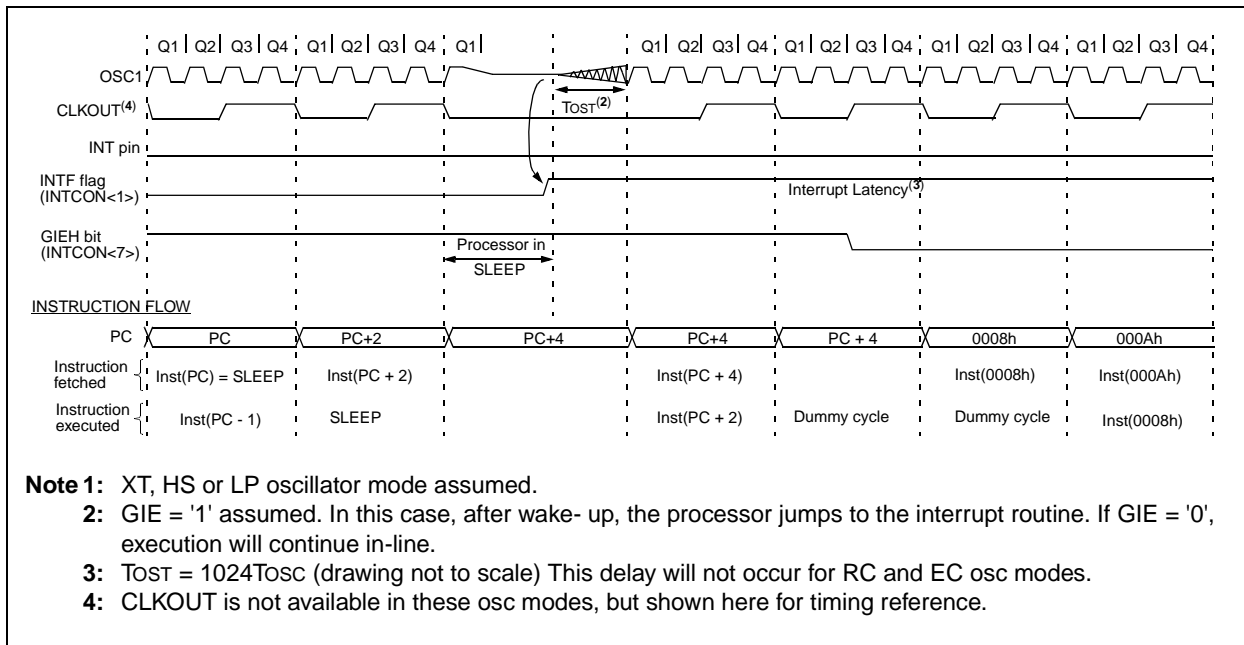 Q1 Q2 Q3 Q4 Q1 Q2 Q3 Q4 Q1 Q1 Q2 Q3 Q4 Q1 Q2 Q3 Q4 Q1 Q2 Q3 Q4 Q1 Q2 Q3 Q4
OSC1
CLKOUT(4)
TOST(2)
INT pin
INTF flag
(INTCON<1>)
Interrupt Latency(3)
GIEH bit
(INTCON<7>)
Processor in
SLEEP
INSTRUCTION FLOW
PC PC PC+2 PC+4 PC+4 PC + 4 0008h 000Ah
Instruction
fetched
Inst(PC) = SLEEP Inst(PC + 2) Inst(PC + 4) Inst(0008h) Inst(000Ah)
Instruction
executed
Inst(PC - 1) SLEEP Inst(PC + 2) Dummy cycle Dummy cycle Inst(0008h)
Note 1: XT, HS or LP oscillator mode assumed.
2: GIE = '1' assumed. In this case, after wake- up, the processor jumps to the interrupt routine. If GIE = '0',
execution will continue in-line.
3: TOST = 1024TOSC (drawing not to scale) This delay will not occur for RC and EC osc modes.
4: CLKOUT is not available in these osc modes, but shown here for timing reference.